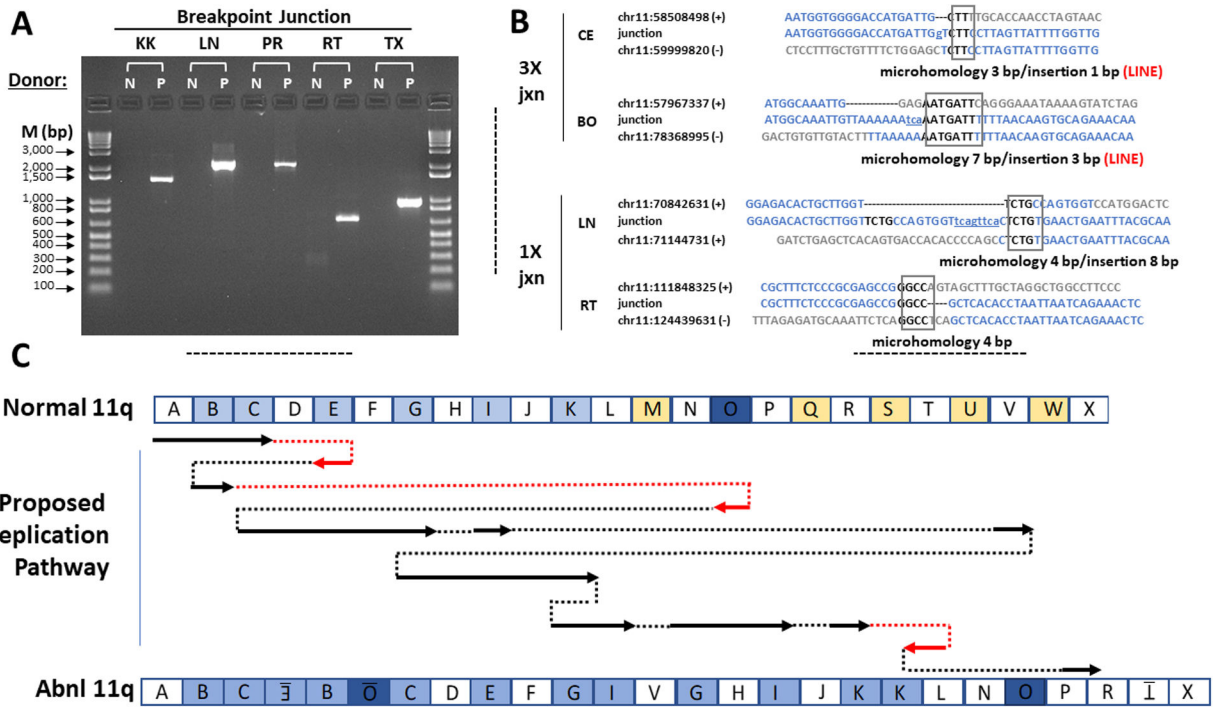 A
Breakpoint Junction
KK LN PR RT TX
Donor: N P N P N P N P N P
M (bp)
3,000
2,000
1,500
1,000
800
600
500
400
300
200
100
B
3X
jxn
CE
chr11:58508498 (+) AATGGTGGGGACCATGATTG---CTTTTGCACCAACCTAGTAAC
junction AATGGTGGGGACCATGATTGgTCTTCCTTAGTTATTTTGGTTG
chr11:59999820 (-) CTCCTTTGCTGTTTTCTGGAGCTCTTCCTTAGTTATTTTGGTTG
microhomology 3 bp/insertion 1 bp (LINE)
BO
chr11:57967337 (+) ATGGCAAATTG--------------GAGAATGATTCAGGGAAATAAAAGTATCTAG
junction ATGGCAAATTGTTAAAAAAtcaAATGATTTTTAACAAGTGCAGAAACAA
chr11:78368995 (-) GACTGTGTTGTACTTTTAAAAAAATGATTTTTAACAAGTGCAGAACAA
microhomology 7 bp/insertion 3 bp (LINE)
1X
jxn
LN
chr11:70842631 (+) GGAGACACTGCTTGGT-----------------------------------TCTGCCAGTGGTCCATGGACTC
junction GGAGACACTGCTTGGTTCTGCCAGTGGTtcagttcaCTCTGTGAACTGAATTTACGCAA
chr11:71144731 (+) GATCTGAGCTCACAGTGACCACACCCCAGCCTCTGTGAACTGAATTTACGCAA
microhomology 4 bp/insertion 8 bp
RT
chr11:111848325 (+) CGCTTTCTCCCGCGAGCCGGGCCAGTAGCTTTGCTAGGCTGGCCTTCCC
junction CGCTTTCTCCCGCGAGCCGGGCC-----GCTCACACCTAATTAATCAGAAACTC
chr11:124439631 (-) TTTAGAGATGCAAATTCTCAGGCCTCAGCTCACACCTAATTAATCAGAAACTC
microhomology 4 bp
C
Normal 11q A B C D E F G H I J K L M N O P Q R S T U V W X
Proposed
eplication
Pathway
Abnl 11q A B C Ǝ̅ B O̅ C D E F G I V G H I J K K L N O P R ⊥̅ X